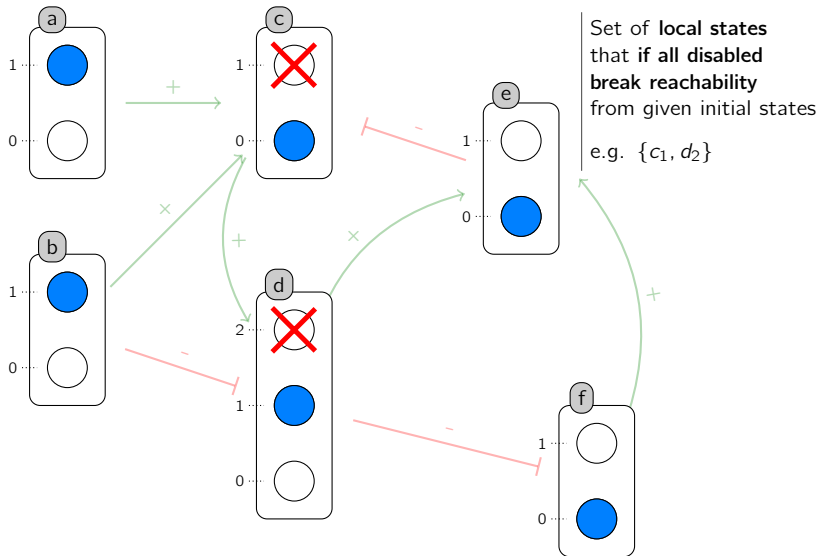 a
1
0
b
1
0
c
1
0
d
2
1
0
e
1
0
f
1
0
+
+
+
+
+
-
-
-
Set of local states
that if all disabled
break reachability
from given initial states
e.g. {c₁, d₂}